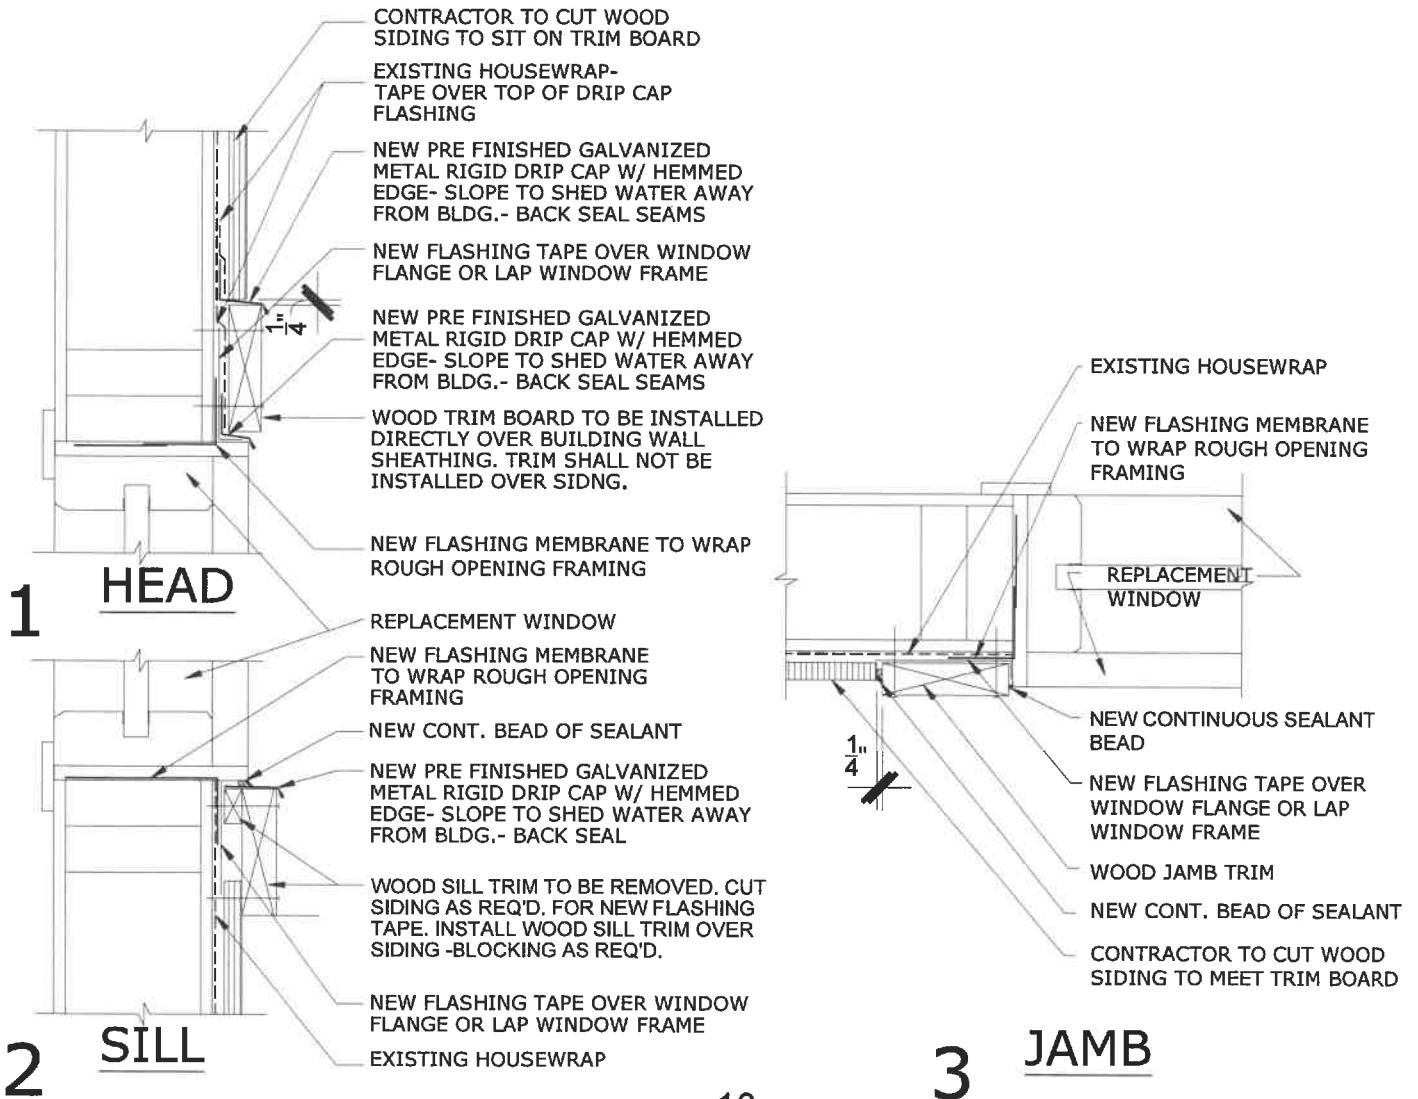 CONTRACTOR TO CUT WOOD
SIDING TO SIT ON TRIM BOARD
EXISTING HOUSEWRAP-
TAPE OVER TOP OF DRIP CAP
FLASHING
NEW PRE FINISHED GALVANIZED
METAL RIGID DRIP CAP W/ HEMMED
EDGE- SLOPE TO SHED WATER AWAY
FROM BLDG.- BACK SEAL SEAMS
NEW FLASHING TAPE OVER WINDOW
FLANGE OR LAP WINDOW FRAME
1/4"
NEW PRE FINISHED GALVANIZED
METAL RIGID DRIP CAP W/ HEMMED
EDGE- SLOPE TO SHED WATER AWAY
FROM BLDG.- BACK SEAL SEAMS
WOOD TRIM BOARD TO BE INSTALLED
DIRECTLY OVER BUILDING WALL
SHEATHING. TRIM SHALL NOT BE
INSTALLED OVER SIDNG.
NEW FLASHING MEMBRANE TO WRAP
ROUGH OPENING FRAMING
1 HEAD
REPLACEMENT WINDOW
NEW FLASHING MEMBRANE
TO WRAP ROUGH OPENING
FRAMING
NEW CONT. BEAD OF SEALANT
NEW PRE FINISHED GALVANIZED
METAL RIGID DRIP CAP W/ HEMMED
EDGE- SLOPE TO SHED WATER AWAY
FROM BLDG.- BACK SEAL
WOOD SILL TRIM TO BE REMOVED. CUT
SIDING AS REQ'D. FOR NEW FLASHING
TAPE. INSTALL WOOD SILL TRIM OVER
SIDING -BLOCKING AS REQ'D.
NEW FLASHING TAPE OVER WINDOW
FLANGE OR LAP WINDOW FRAME
EXISTING HOUSEWRAP
2 SILL
EXISTING HOUSEWRAP
NEW FLASHING MEMBRANE
TO WRAP ROUGH OPENING
FRAMING
REPLACEMENT
WINDOW
1/4"
NEW CONTINUOUS SEALANT
BEAD
NEW FLASHING TAPE OVER
WINDOW FLANGE OR LAP
WINDOW FRAME
WOOD JAMB TRIM
NEW CONT. BEAD OF SEALANT
CONTRACTOR TO CUT WOOD
SIDING TO MEET TRIM BOARD
3 JAMB